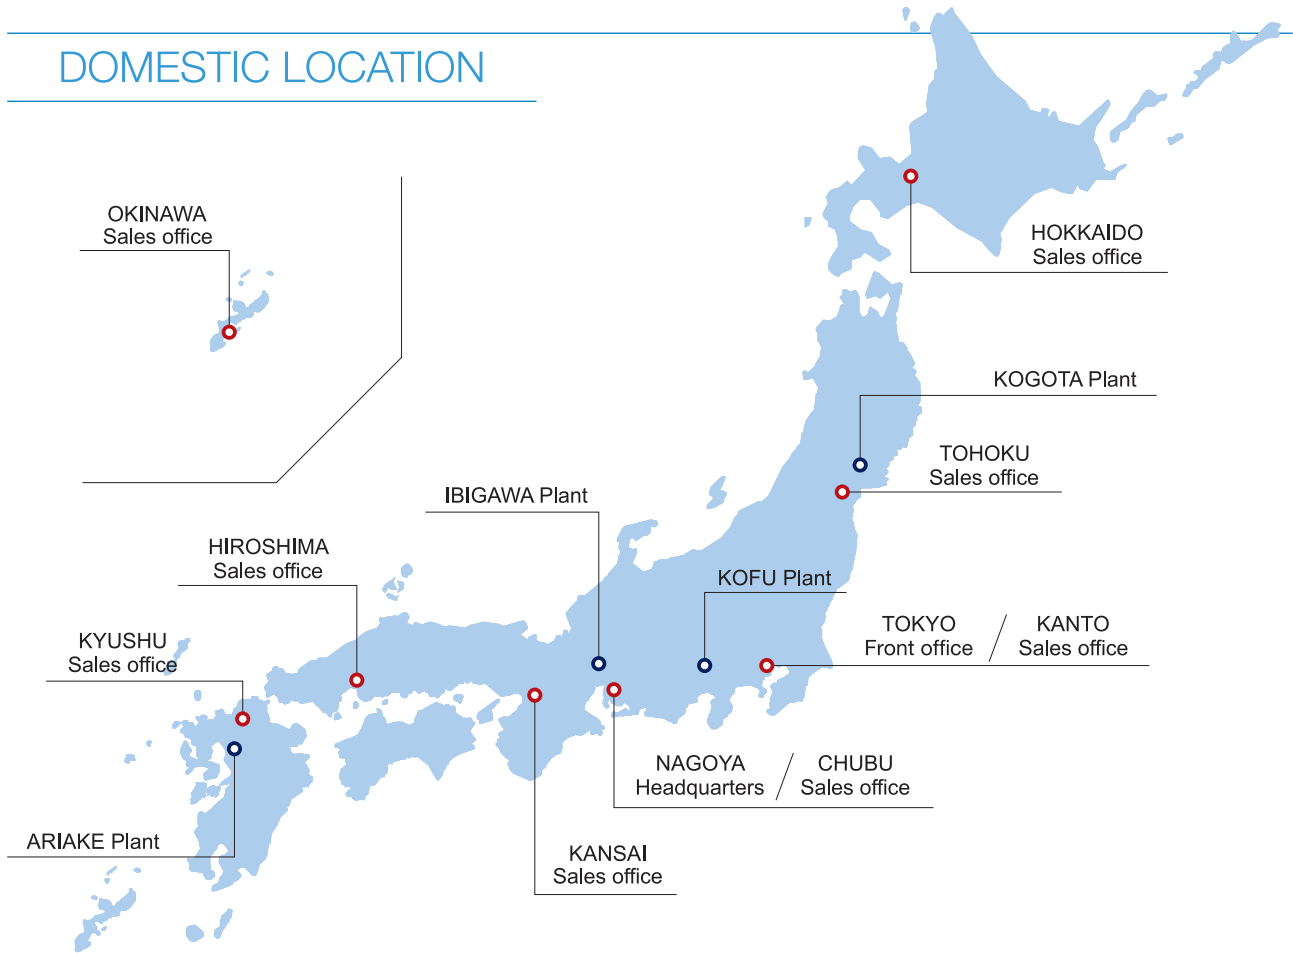 DOMESTIC LOCATION
OKINAWA
Sales office
HOKKAIDO
Sales office
KOGOTA Plant
TOHOKU
Sales office
IBIGAWA Plant
HIROSHIMA
Sales office
KOFU Plant
TOKYO
Front office
/
KANTO
Sales office
KYUSHU
Sales office
NAGOYA
Headquarters
/
CHUBU
Sales office
ARIAKE Plant
KANSAI
Sales office